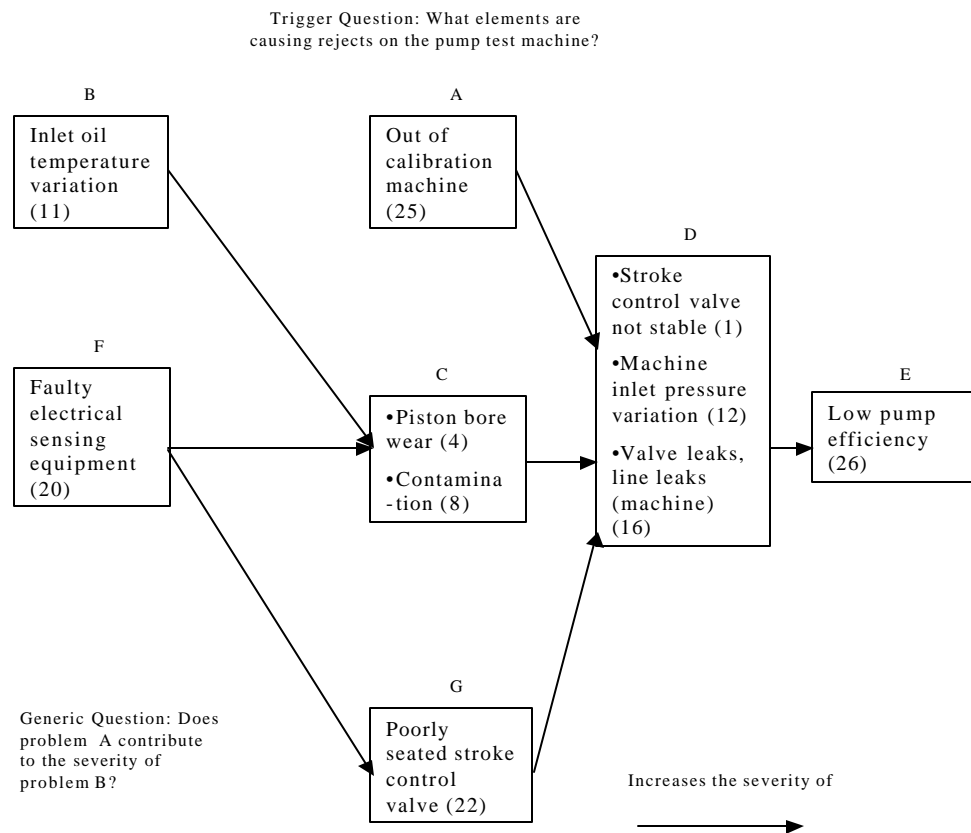 Trigger Question: What elements are
causing rejects on the pump test machine?
B
Inlet oil
temperature
variation
(11)
A
Out of
calibration
machine
(25)
D
•Stroke
control valve
not stable (1)
•Machine
inlet pressure
variation (12)
•Valve leaks,
line leaks
(machine)
(16)
F
Faulty
electrical
sensing
equipment
(20)
C
•Piston bore
wear (4)
•Contamina-
-tion (8)
E
Low pump
efficiency
(26)
G
Poorly
seated stroke
control
valve (22)
Generic Question: Does
problem A contribute
to the severity of
problem B?
Increases the severity of